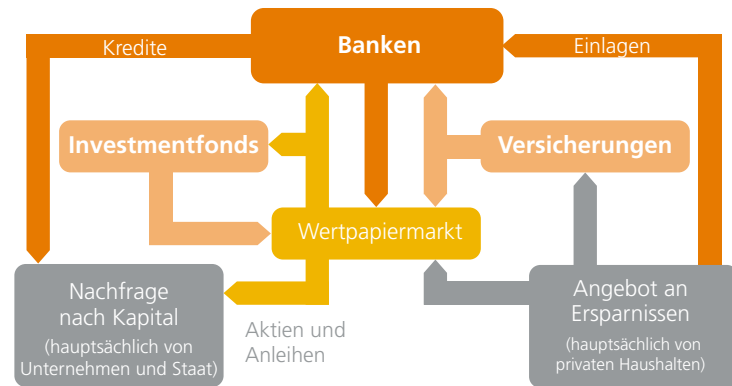 Kredite
Banken
Einlagen
Investmentfonds
Versicherungen
Wertpapiermarkt
Nachfrage
nach Kapital
(hauptsächlich von
Unternehmen und Staat)
Aktien und
Anleihen
Angebot an
Ersparnissen
(hauptsächlich von
privaten Haushalten)